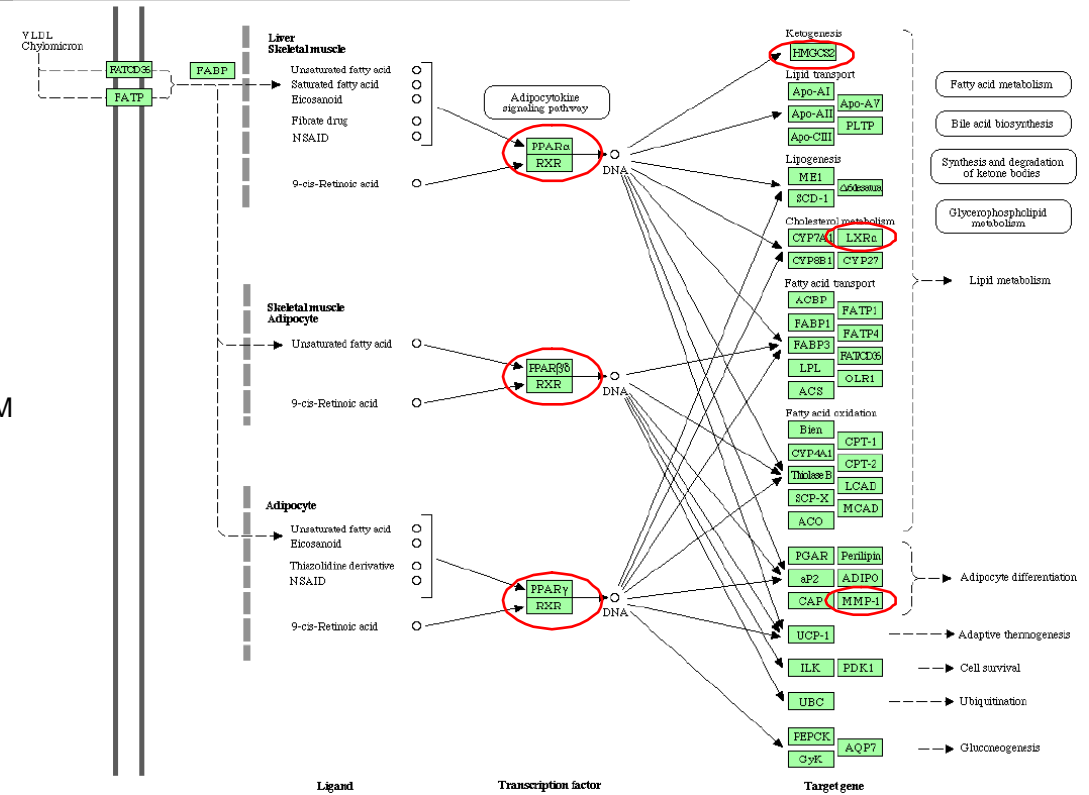 VLDL
Chylomicron
FAT/CD36
FATP
FABP
Liver
Skeletal muscle
Unsaturated fatty acid
Saturated fatty acid
Eicosanoid
Fibrate drug
NSAID
9-cis-Retinoic acid
Skeletal muscle
Adipocyte
Unsaturated fatty acid
9-cis-Retinoic acid
M
Adipocyte
Unsaturated fatty acid
Eicosanoid
Thiazolidine derivative
NSAID
9-cis-Retinoic acid
Ligand
Adipocytokine
signaling pathway
PPARα
RXR
DNA
PPARβ/δ
RXR
DNA
PPARγ
RXR
DNA
Transcription factor
Ketogenesis
HMGCS2
Lipid transport
Apo-AI
Apo-AII
Apo-CIII
Apo-AV
PLTP
Lipogenesis
ME1
SCD-1
Δ6desatura
Cholesterol metabolism
CYP7A1
LXRα
CYP8B1
CYP27
Fatty acid transport
ACBP
FABP1
FABP3
LPL
ACS
FATP1
FATP4
FAT/CD36
OLR1
Fatty acid oxidation
Bien
CYP4A1
Thiolase B
SCP-X
ACO
CPT-1
CPT-2
LCAD
MCAD
PGAR
Perilipin
aP2
ADIPO
CAP
MMP-1
UCP-1
ILK
PDK1
UBC
PEPCK
GyK
AQP7
Target gene
Fatty acid metabolism
Bile acid biosynthesis
Synthesis and degradation
of ketone bodies
Glycerophospholipid
metabolism
Lipid metabolism
Adipocyte differentiation
Adaptive thermogenesis
Cell survival
Ubiquitination
Gluconeogenesis